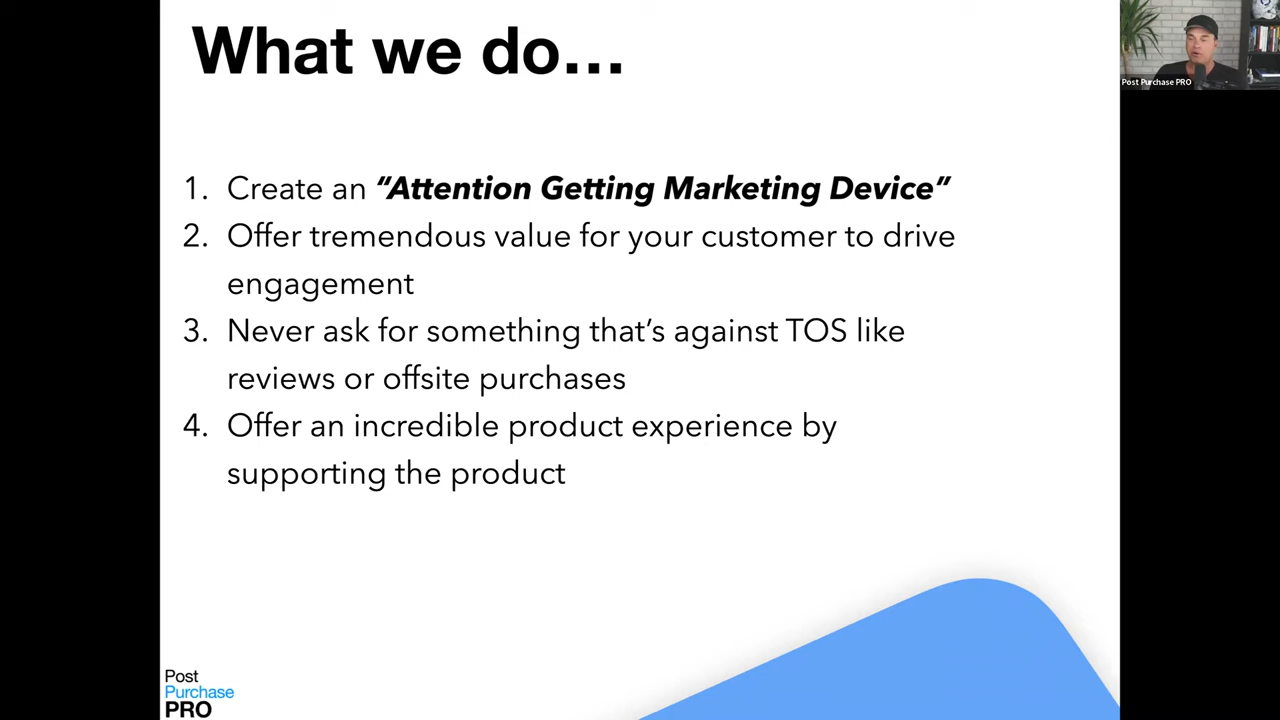 What we do…
Post Purchase PRO
1. Create an “Attention Getting Marketing Device”
2. Offer tremendous value for your customer to drive
engagement
3. Never ask for something that’s against TOS like
reviews or offsite purchases
4. Offer an incredible product experience by
supporting the product
Post
Purchase
PRO